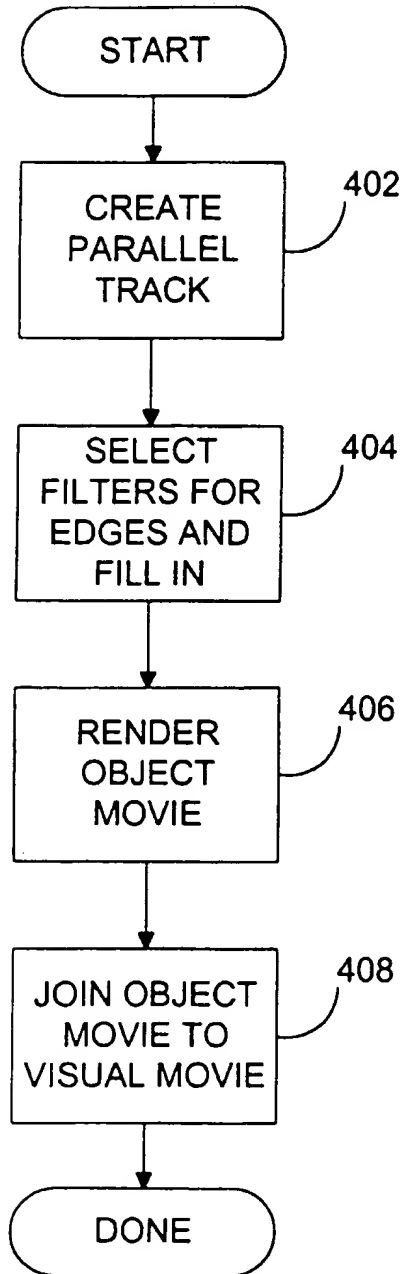 START
402
CREATE
PARALLEL
TRACK
404
SELECT
FILTERS FOR
EDGES AND
FILL IN
406
RENDER
OBJECT
MOVIE
408
JOIN OBJECT
MOVIE TO
VISUAL MOVIE
DONE